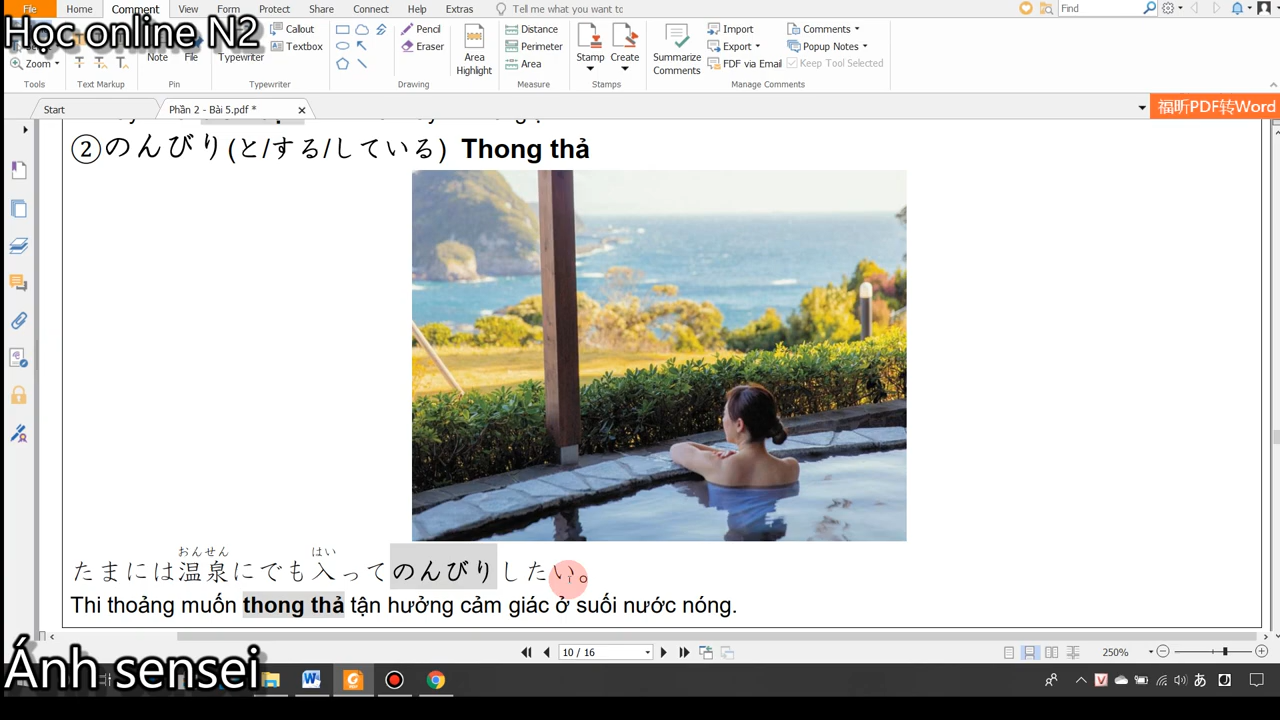 File Home Comment View Form Protect Share Connect Help Extras Tell me what you want to Find
Học online N2
Callout
Textbox
Pencil
Eraser
Distance
Perimeter
Area
Import
Export
FDF via Email
Comments
Popup Notes
Keep Tool Selected
Zoom
Note File Typewriter
Area Highlight
Stamp Create
Summarize Comments
Tools Text Markup Pin Typewriter Drawing Measure Stamps Manage Comments
Start Phần 2 - Bài 5.pdf *
福昕PDF转Word
②のんびり(と/する/している) Thong thả
おんせん はい
たまには温泉にでも入ってのんびりしたい。
Thi thoảng muốn thong thả tận hưởng cảm giác ở suối nước nóng.
10 / 16
250%
Ánh sensei
あ